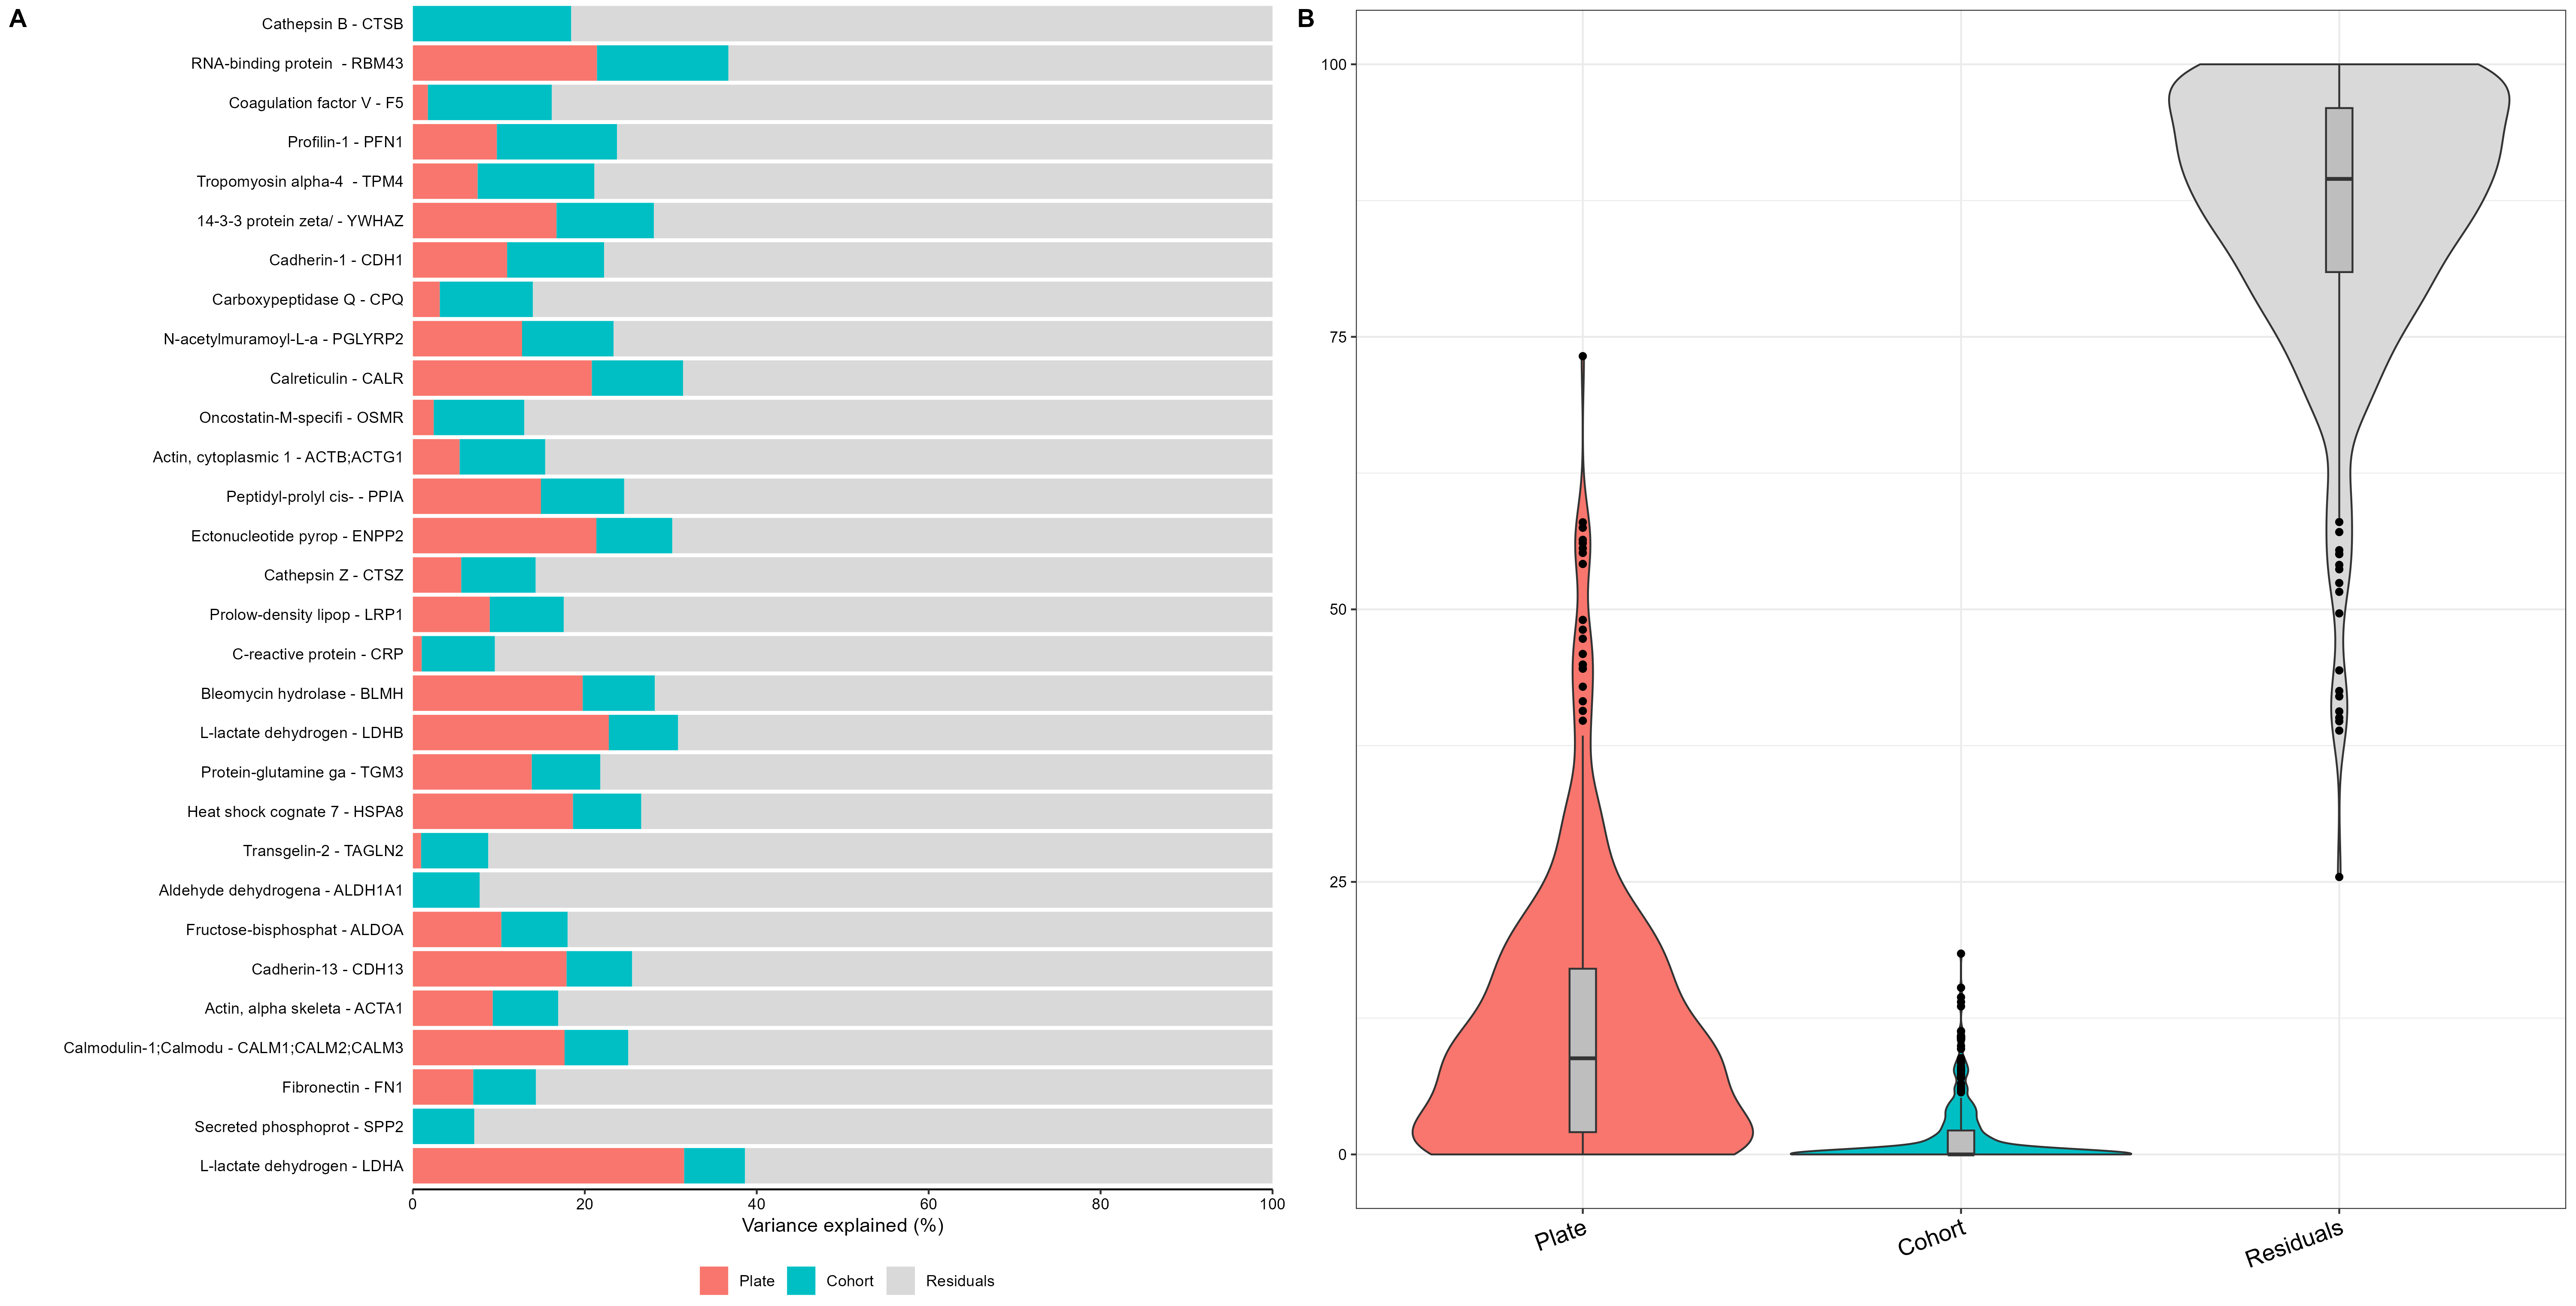 A
Cathepsin B - CTSB
RNA-binding protein  - RBM43
Coagulation factor V - F5
Profilin-1 - PFN1
Tropomyosin alpha-4  - TPM4
14-3-3 protein zeta/ - YWHAZ
Cadherin-1 - CDH1
Carboxypeptidase Q - CPQ
N-acetylmuramoyl-L-a - PGLYRP2
Calreticulin - CALR
Oncostatin-M-specifi - OSMR
Actin, cytoplasmic 1 - ACTB;ACTG1
Peptidyl-prolyl cis- - PPIA
Ectonucleotide pyrop - ENPP2
Cathepsin Z - CTSZ
Prolow-density lipop - LRP1
C-reactive protein - CRP
Bleomycin hydrolase - BLMH
L-lactate dehydrogen - LDHB
Protein-glutamine ga - TGM3
Heat shock cognate 7 - HSPA8
Transgelin-2 - TAGLN2
Aldehyde dehydrogena - ALDH1A1
Fructose-bisphosphat - ALDOA
Cadherin-13 - CDH13
Actin, alpha skeleta - ACTA1
Calmodulin-1;Calmodu - CALM1;CALM2;CALM3
Fibronectin - FN1
Secreted phosphoprot - SPP2
L-lactate dehydrogen - LDHA
0 20 40 60 80 100
Variance explained (%)
Plate Cohort Residuals
B
100
75
50
25
0
Plate Cohort Residuals